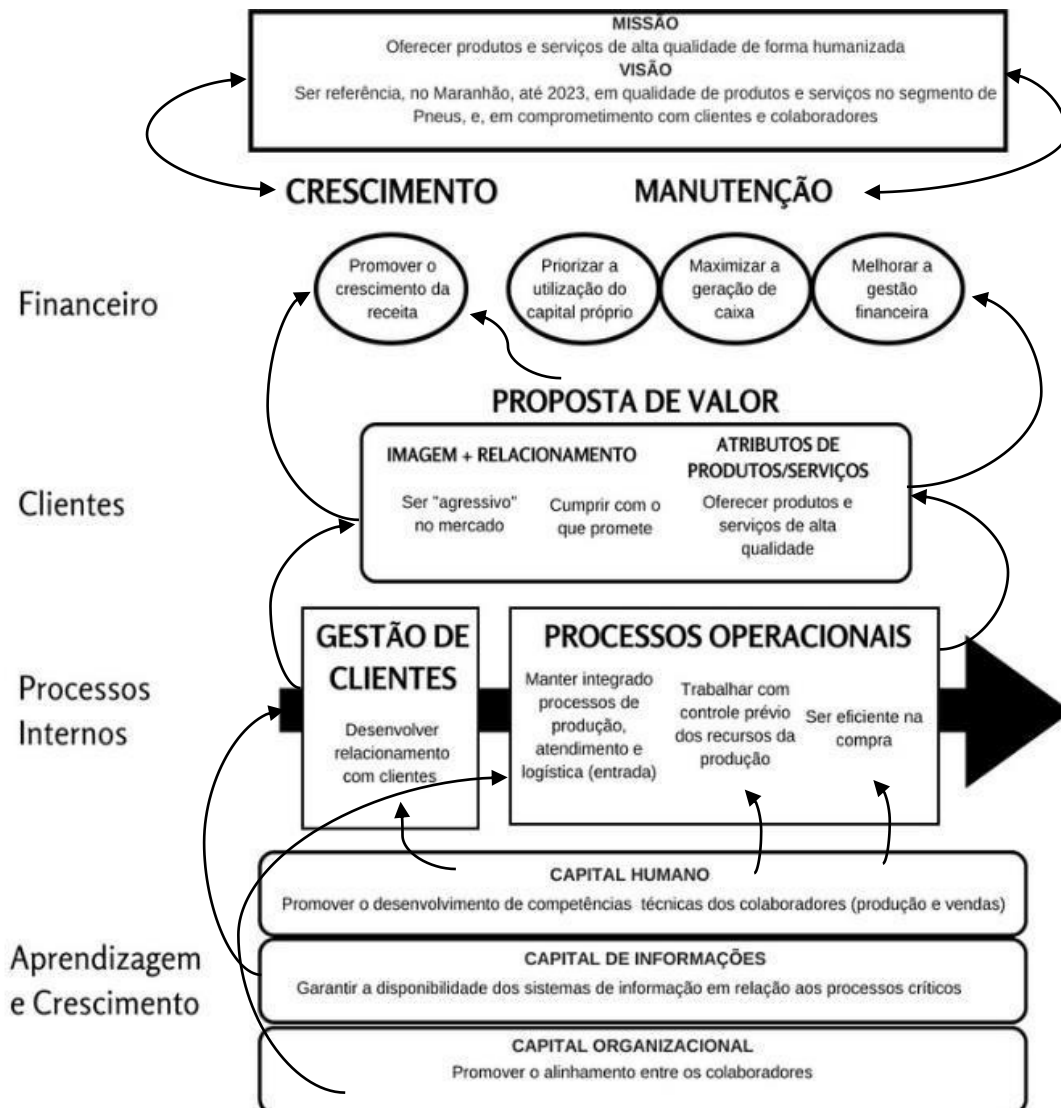 MISSÃO
Oferecer produtos e serviços de alta qualidade de forma humanizada
VISÃO
Ser referência, no Maranhão, até 2023, em qualidade de produtos e serviços no segmento de
Pneus, e, em comprometimento com clientes e colaboradores
CRESCIMENTO
MANUTENÇÃO
Financeiro
Promover o
crescimento da
receita
Priorizar a
utilização do
capital próprio
Maximizar a
geração de
caixa
Melhorar a
gestão
financeira
PROPOSTA DE VALOR
Clientes
IMAGEM + RELACIONAMENTO
Ser "agressivo"
no mercado
Cumprir com o
que promete
ATRIBUTOS DE
PRODUTOS/SERVIÇOS
Oferecer produtos e
serviços de alta
qualidade
Processos
Internos
GESTÃO DE
CLIENTES
Desenvolver
relacionamento
com clientes
PROCESSOS OPERACIONAIS
Manter integrado
processos de
produção,
atendimento e
logística (entrada)
Trabalhar com
controle prévio
dos recursos da
produção
Ser eficiente na
compra
Aprendizagem
e Crescimento
CAPITAL HUMANO
Promover o desenvolvimento de competências técnicas dos colaboradores (produção e vendas)
CAPITAL DE INFORMAÇÕES
Garantir a disponibilidade dos sistemas de informação em relação aos processos críticos
CAPITAL ORGANIZACIONAL
Promover o alinhamento entre os colaboradores